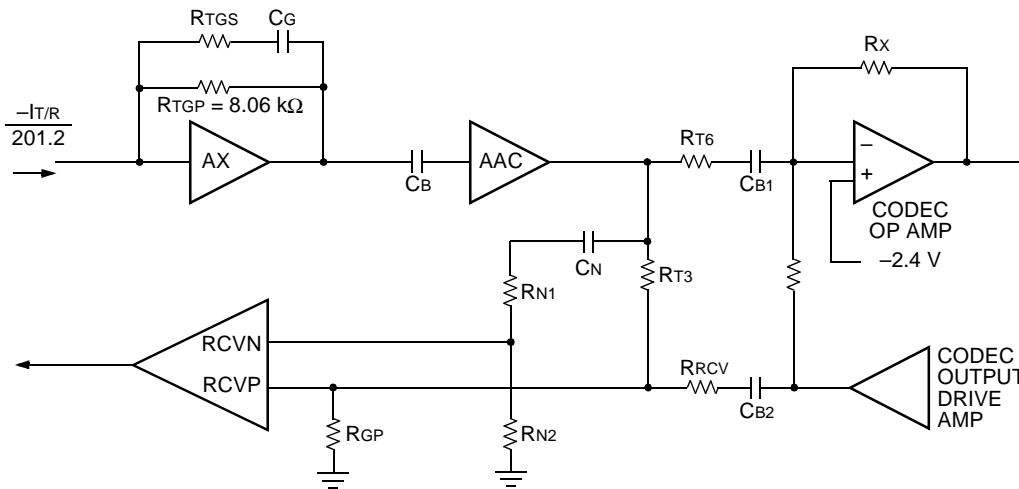 RTGS
CG
RTGP = 8.06 kΩ
–IT/R
201.2
AX
CB
AAC
RT6
CB1
RX
–
+
CODEC
OP AMP
–2.4 V
CN
RN1
RT3
RCVN
RCVP
RRCV
CB2
CODEC
OUTPUT
DRIVE
AMP
RGP
RN2